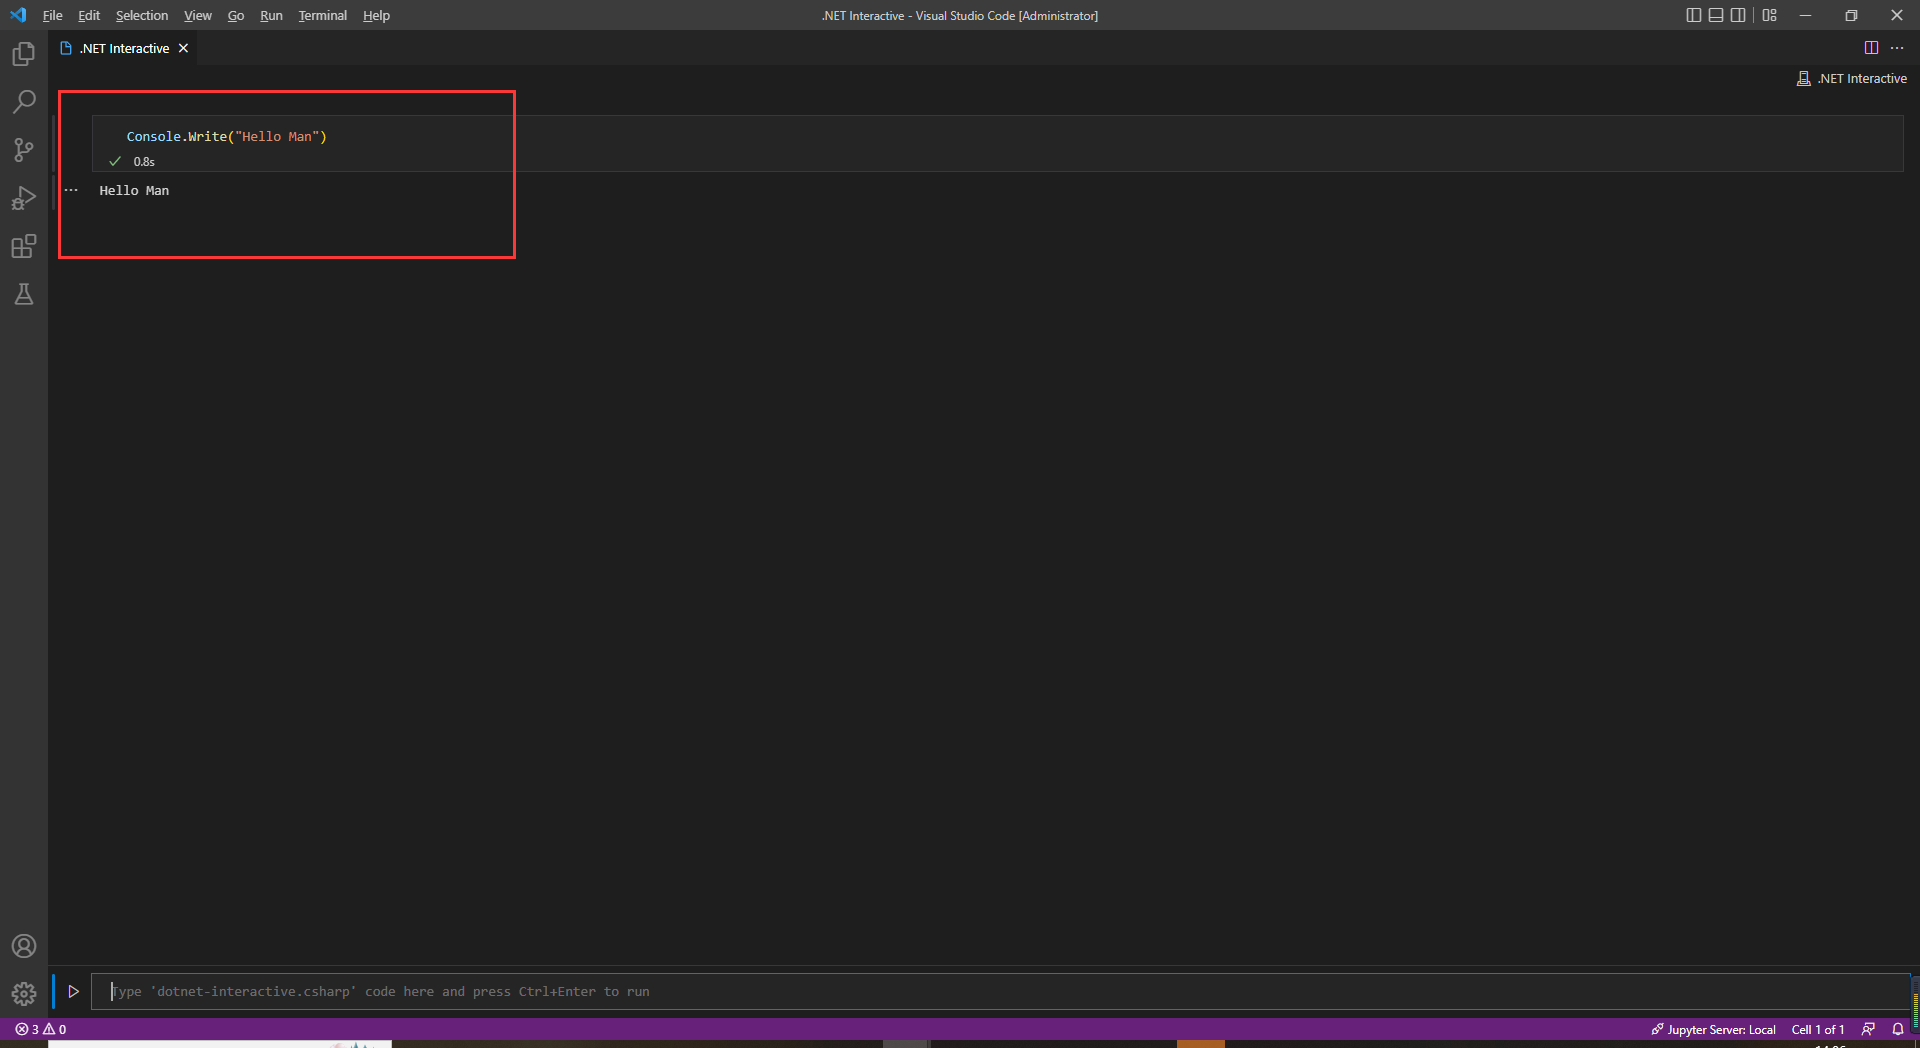 File Edit Selection View Go Run Terminal Help
.NET Interactive - Visual Studio Code [Administrator]
.NET Interactive
.NET Interactive
Console.Write("Hello Man")
0.8s
Hello Man
Type 'dotnet-interactive.csharp' code here and press Ctrl+Enter to run
3 0
Jupyter Server: Local Cell 1 of 1